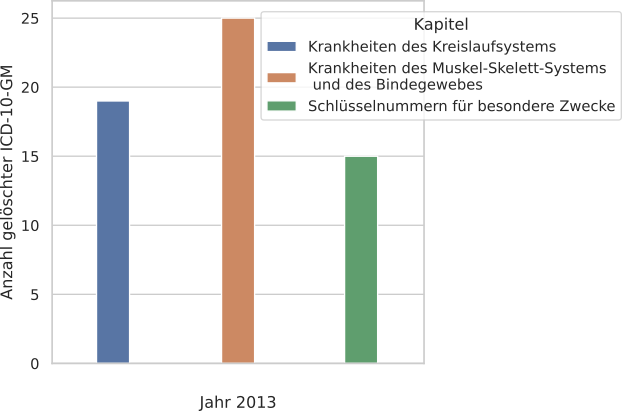 Anzahl gelöschter ICD-10-GM
25
20
15
10
5
0
Jahr 2013
Kapitel
Krankheiten des Kreislaufsystems
Krankheiten des Muskel-Skelett-Systems
und des Bindegewebes
Schlüsselnummern für besondere Zwecke